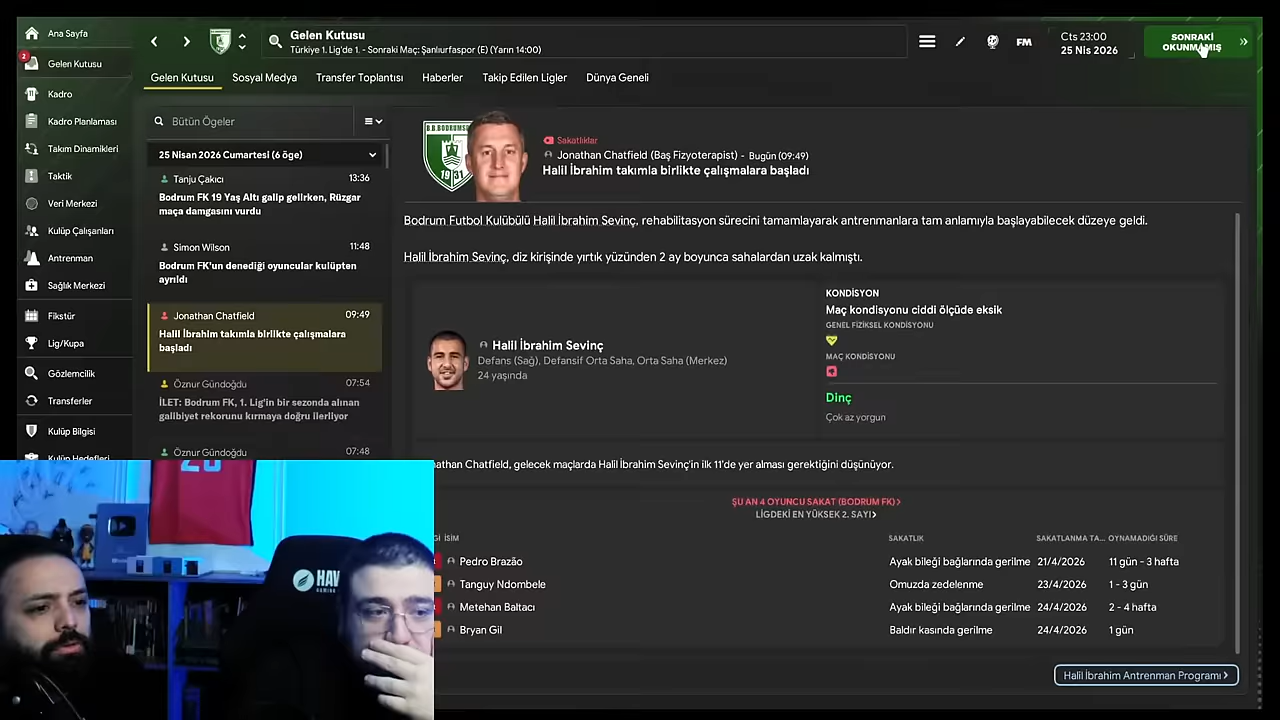 Ana Sayfa
2
Gelen Kutusu
Kadro
Kadro Planlaması
Takım Dinamikleri
Taktik
Veri Merkezi
Kulüp Çalışanları
Antrenman
Sağlık Merkezi
Fikstür
Lig/Kupa
Gözlemcilik
Transferler
Kulüp Bilgisi
Kulüp Hedefleri
Gelen Kutusu
Türkiye 1. Lig'de 1. - Sonraki Maç: Şanlıurfaspor (E) (Yarın 14:00)
FM
Cts 23:00
25 Nis 2026
SONRAKİ
OKUNMAMIŞ
Gelen Kutusu
Sosyal Medya
Transfer Toplantısı
Haberler
Takip Edilen Ligler
Dünya Geneli
Bütün Ögeler
25 Nisan 2026 Cumartesi (6 öge)
Tanju Çakıcı 13:36
Bodrum FK 19 Yaş Altı galip gelirken, Rüzgar
maça damgasını vurdu
Simon Wilson 11:48
Bodrum FK'un denediği oyuncular kulüpten
ayrıldı
Jonathan Chatfield 09:49
Halil İbrahim takımla birlikte çalışmalara
başladı
Öznur Gündoğdu 07:54
İLET: Bodrum FK, 1. Lig'in bir sezonda alınan
galibiyet rekorunu kırmaya doğru ilerliyor
Öznur Gündoğdu 07:48
19 31
Sakatlıklar
Jonathan Chatfield (Baş Fizyoterapist) - Bugün (09:49)
Halil İbrahim takımla birlikte çalışmalara başladı
Bodrum Futbol Kulübülü Halil İbrahim Sevinç, rehabilitasyon sürecini tamamlayarak antrenmanlara tam anlamıyla başlayabilecek düzeye geldi.
Halil İbrahim Sevinç, diz kirişinde yırtık yüzünden 2 ay boyunca sahalardan uzak kalmıştı.
Halil İbrahim Sevinç
Defans (Sağ), Defansif Orta Saha, Orta Saha (Merkez)
24 yaşında
KONDİSYON
Maç kondisyonu ciddi ölçüde eksik
GENEL FİZİKSEL KONDİSYONU
MAÇ KONDİSYONU
Dinç
Çok az yorgun
athan Chatfield, gelecek maçlarda Halil İbrahim Sevinç'in ilk 11'de yer alması gerektiğini düşünüyor.
ŞU AN 4 OYUNCU SAKAT (BODRUM FK)
LİGDEKİ EN YÜKSEK 2. SAYI
İSİM SAKATLIK SAKATLANMA TA... OYNAMADIĞI SÜRE
Pedro Brazão Ayak bileği bağlarında gerilme 21/4/2026 11 gün - 3 hafta
Tanguy Ndombele Omuzda zedelenme 23/4/2026 1 - 3 gün
Metehan Baltacı Ayak bileği bağlarında gerilme 24/4/2026 2 - 4 hafta
Bryan Gil Baldır kasında gerilme 24/4/2026 1 gün
Halil İbrahim Antrenman Programı
HAV